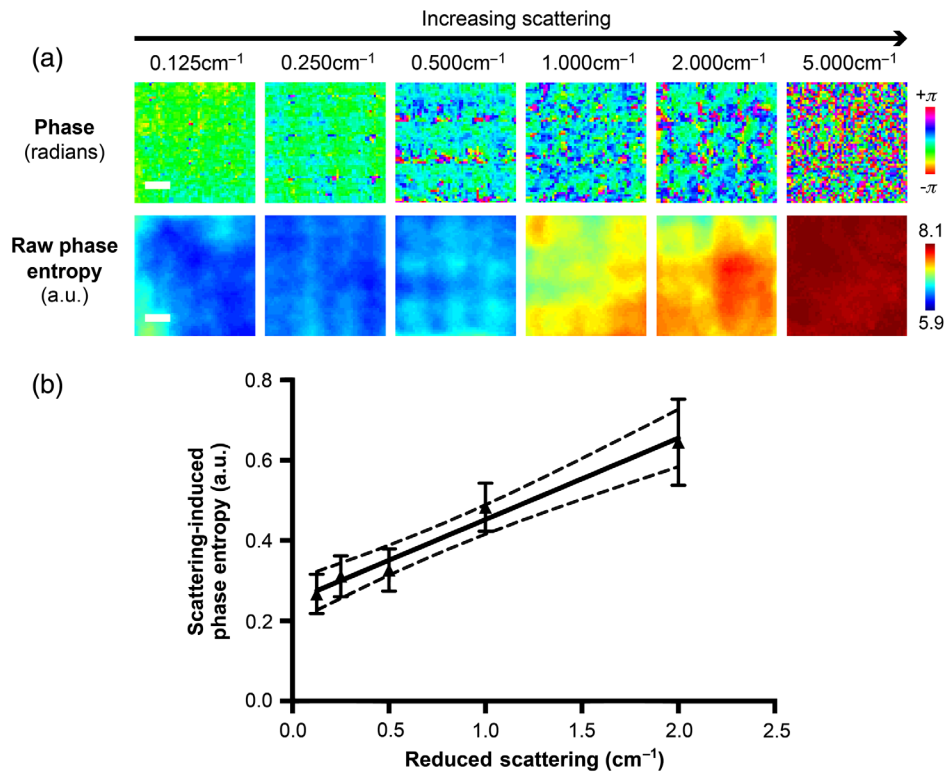 Increasing scattering
(a)
0.125cm⁻¹ 0.250cm⁻¹ 0.500cm⁻¹ 1.000cm⁻¹ 2.000cm⁻¹ 5.000cm⁻¹
Phase
(radians)
+π
-π
Raw phase
entropy
(a.u.)
8.1
5.9
(b)
Scattering-induced
phase entropy (a.u.)
0.8
0.6
0.4
0.2
0.0
0.0 0.5 1.0 1.5 2.0 2.5
Reduced scattering (cm⁻¹)